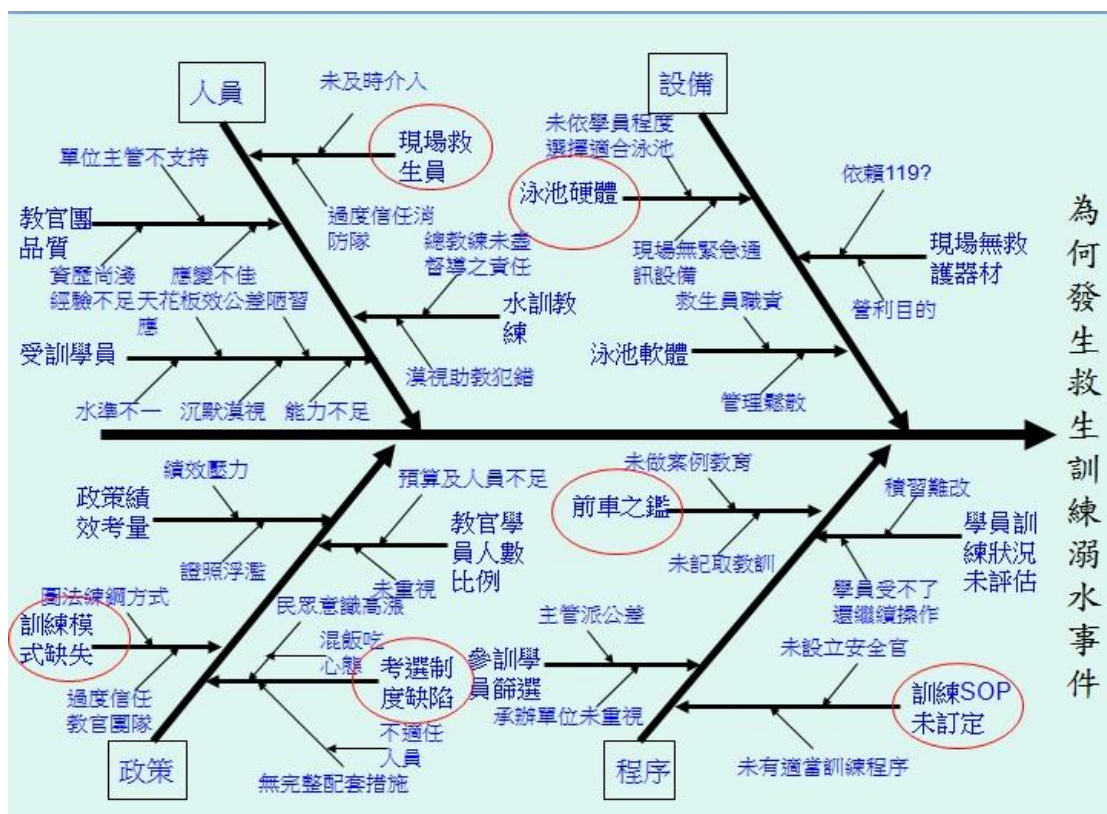 人員
未及時介入
現場救
生員
單位主管不支持
過度信任消
防隊
教官團
品質
總教練未盡
督導之責任
資歷尚淺
應變不佳
經驗不足
天花板效
應
公差陋習
水訓教
練
受訓學員
漠視助教犯錯
水準不一
沉默漠視
能力不足
設備
未依學員程度
選擇適合泳池
泳池硬體
依賴119?
現場無救
護器材
現場無緊急通
訊設備
救生員職責
營利目的
泳池軟體
管理鬆散
為何發生救生訓練溺水事件
績效壓力
政策績
效考量
預算及人員不足
教官學
員人數
比例
證照浮濫
未重視
民眾意識高漲
訓練模
式缺失
混飯吃
心態
考選制
度缺陷
過度信任
教官團隊
不適任
人員
無完整配套措施
政策
未做案例教育
前車之鑑
積習難改
學員訓
練狀況
未評估
未記取教訓
學員受不了
還繼續操作
主管派公差
參訓學
員篩選
未設立安全官
承辦單位未重視
訓練SOP
未訂定
未有適當訓練程序
程序